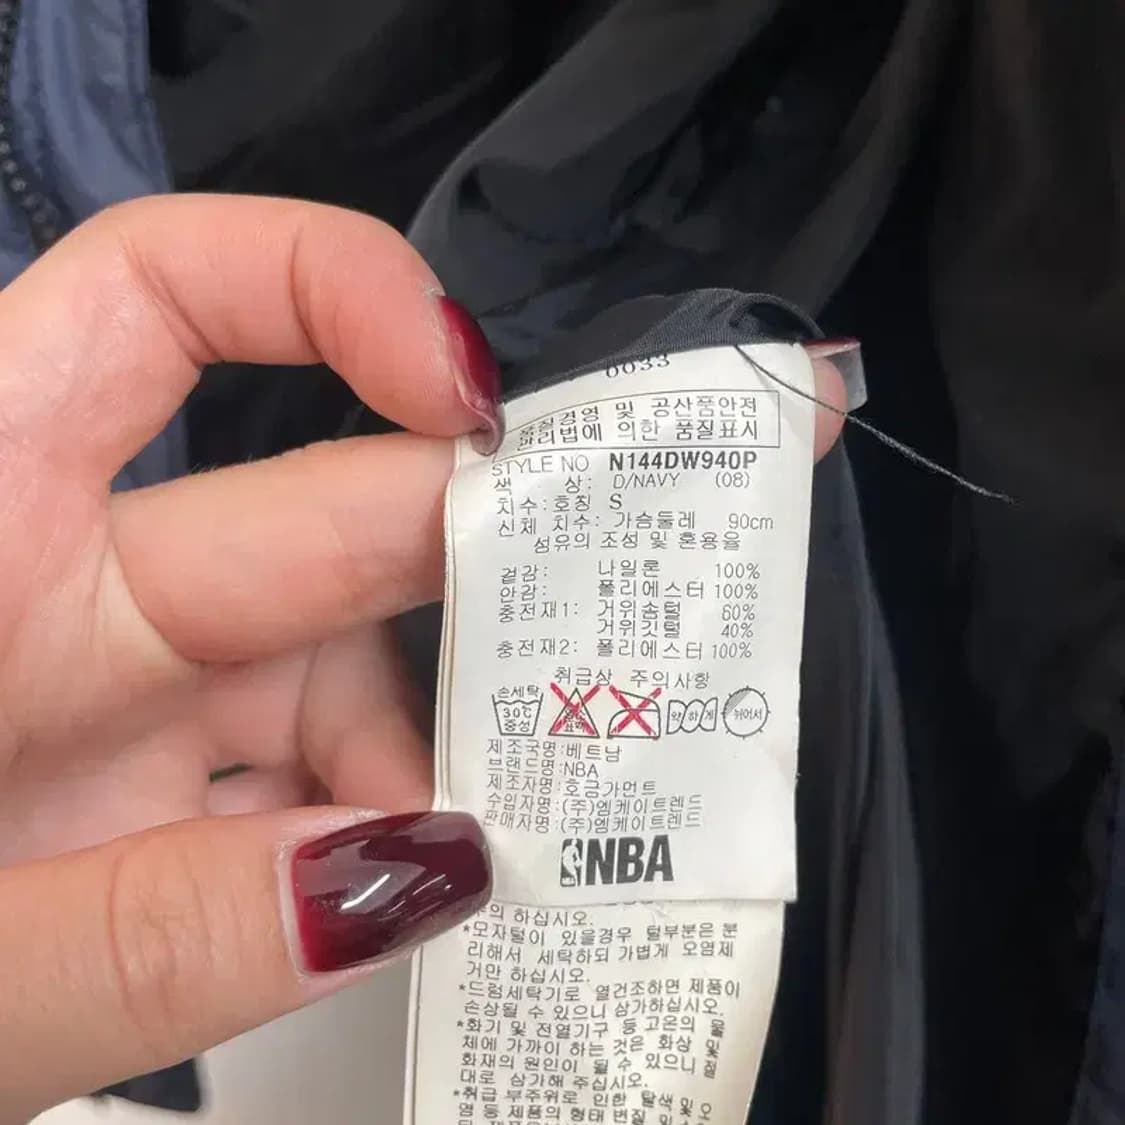 0033
품질경영 및 공산품안전
관리법에 의한 품질표시
STYLE NO N144DW940P
색 상: D/NAVY (08)
치수:호칭 S
신체 치수: 가슴둘레 90cm
섬유의 조성 및 혼용율
겉감: 나일론 100%
안감: 폴리에스터 100%
충전재1: 거위솜털 60%
거위깃털 40%
충전재2: 폴리에스터 100%
취급상 주의사항
손세탁
30℃
중성
약하게
뉘어서
제조국명:베트남
브랜드명:NBA
제조자명:호금가먼트
수입자명:(주)엠케이트렌드
판매자명:(주)엠케이트렌드
NBA
하십시오.
*모자털이 있을경우 털부분은 분
리해서 세탁하되 가볍게 오염제
거만 하십시오.
*드럼세탁기로 열건조하면 제품이
손상될 수 있으니 삼가하십시오.
*화기 및 전열기구 등 고온의 물
체에 가까이 하는 것은 화상 및
화재의 원인이 될 수 있으니 절
대로 삼가해 주십시오.
*취급 부주위로 인한 탈색 및 오
염 등 제품의 형태 변질 및